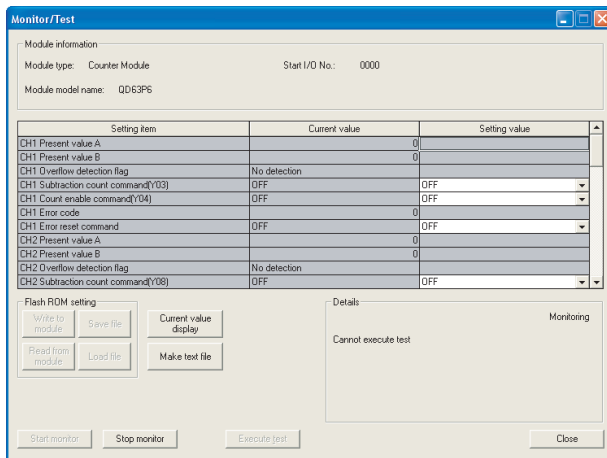 Monitor/Test
Module information
Module type: Counter Module Start I/O No.: 0000
Module model name: QD63P6
Setting item Current value Setting value
CH1 Present value A 0
CH1 Present value B 0
CH1 Overflow detection flag No detection
CH1 Subtraction count command(Y03) OFF OFF
CH1 Count enable command(Y04) OFF OFF
CH1 Error code 0
CH1 Error reset command OFF OFF
CH2 Present value A 0
CH2 Present value B 0
CH2 Overflow detection flag No detection
CH2 Subtraction count command(Y08) OFF OFF
Flash ROM setting
Write to module
Save file
Current value display
Read from module
Load file
Make text file
Details
Monitoring
Cannot execute test
Start monitor
Stop monitor
Execute test
Close